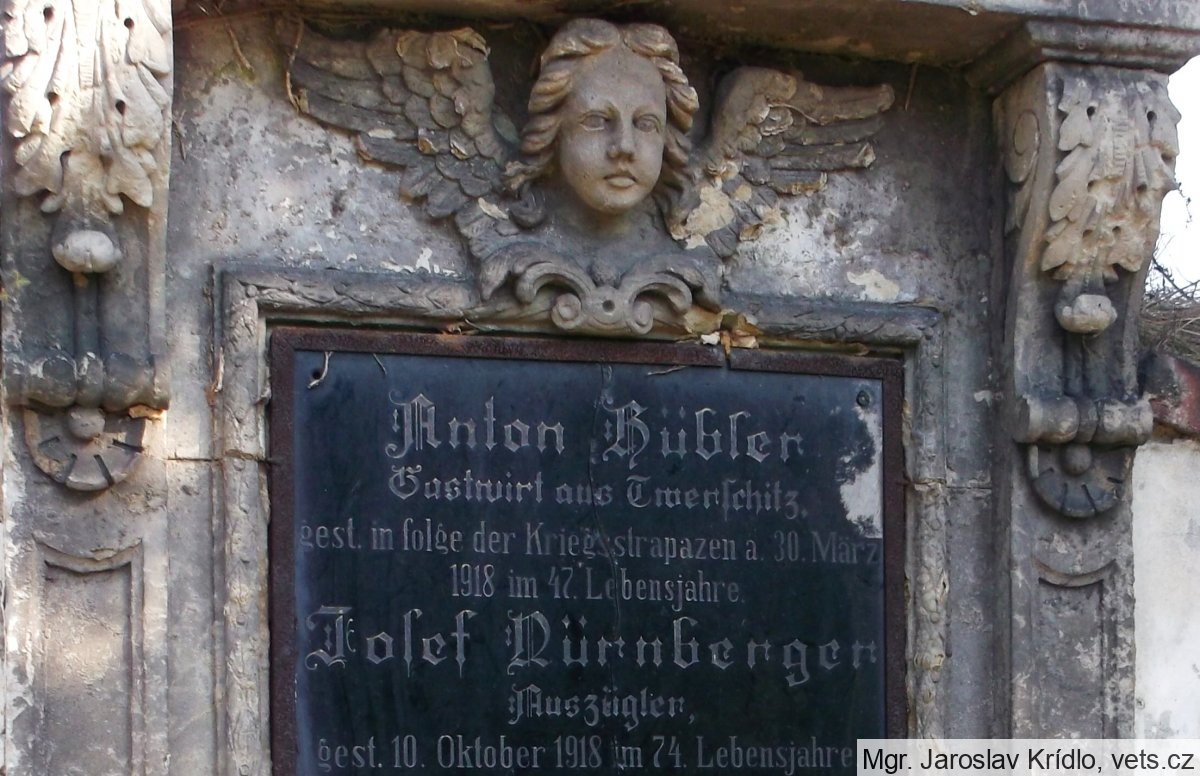 Anton Hübler
Gastwirt aus Twerschitz.
gest. in folge der Kriegsstrapazen a. 30. März
1918 im 47. Lebensjahre.
Josef Nürnberger
Auszügler,
gest. 10. Oktober 1918 im 74. Lebensjahre
Mgr. Jaroslav Krídlo, vets.cz